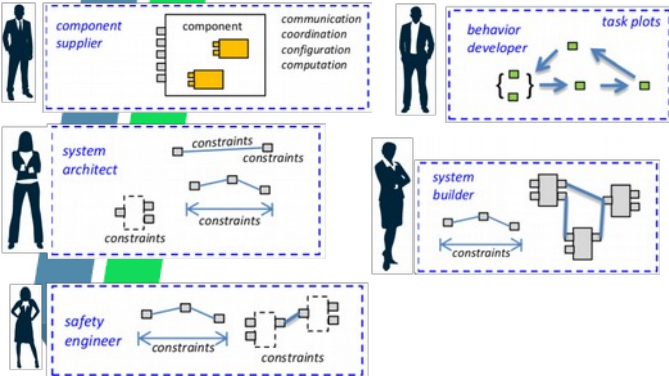 component
supplier
component
communication
coordination
configuration
computation
behavior
developer
task plots
{ }
system
architect
constraints
constraints
constraints
constraints
system
builder
constraints
safety
engineer
constraints
constraints